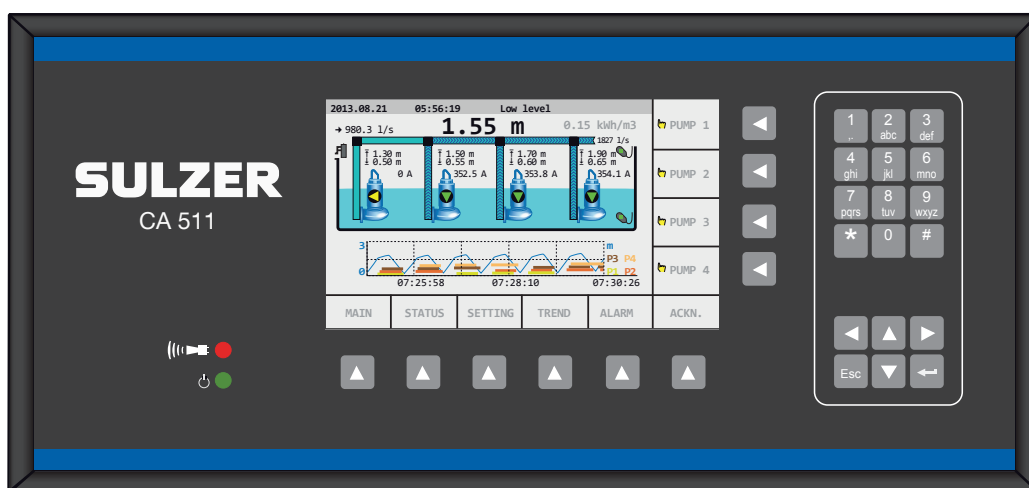 2013.08.21 05:56:19 Low level
980.3 l/s 1.55 m 0.15 kWh/m3
1827 l/s
1.30 m 1.50 m 1.70 m 1.90 m
0.50 m 0.55 m 0.60 m 0.65 m
0 A 352.5 A 353.8 A 354.1 A
3 m
P3 P4
0 P1 P2
07:25:58 07:28:10 07:30:26
PUMP 1
PUMP 2
PUMP 3
PUMP 4
MAIN STATUS SETTING TREND ALARM ACKN.
SULZER
CA 511
1 2 3
.. abc def
4 5 6
ghi jkl mno
7 8 9
pqrs tuv wxyz
* 0 #
Esc